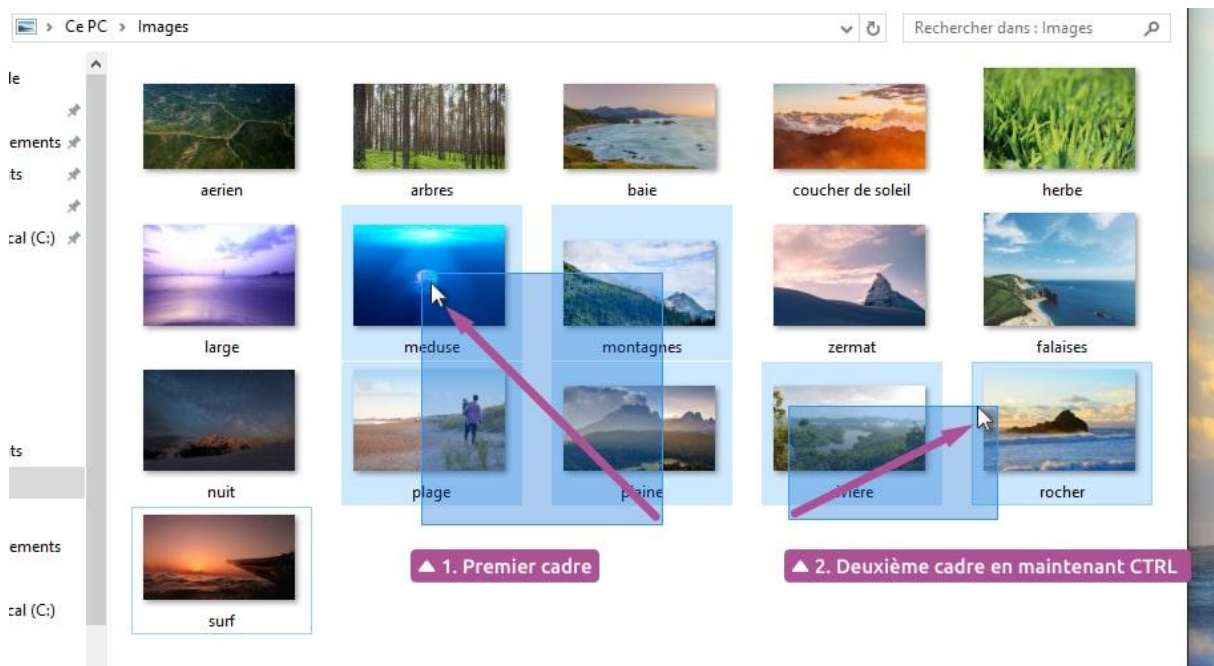 Ce PC > Images
Rechercher dans : Images
le
ements
ts
cal (C:)
ts
ements
cal (C:)
aerien
arbres
baie
coucher de soleil
herbe
large
meduse
montagnes
zermat
falaises
nuit
plage
plaine
rivière
rocher
surf
1. Premier cadre
2. Deuxième cadre en maintenant CTRL